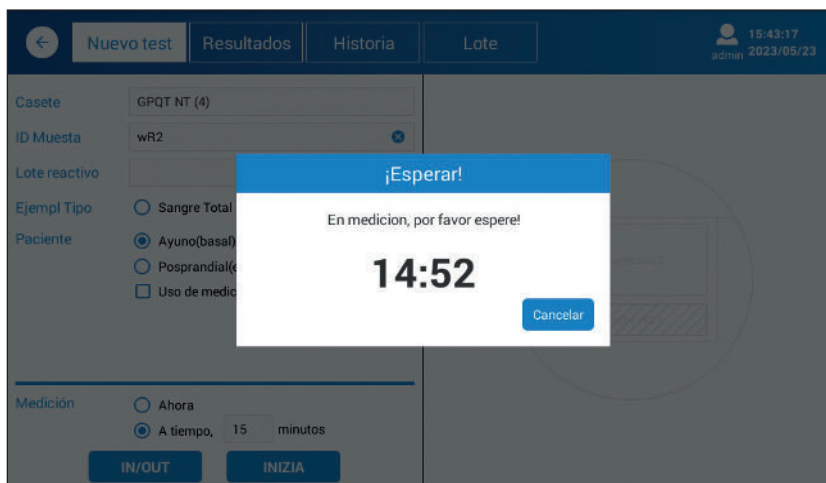 Nuevo test
Resultados
Historia
Lote
15:43:17
admin 2023/05/23
Casete
GPQT NT (4)
ID Muesta
wR2
Lote reactivo
Ejempl Tipo
Sangre Total
Paciente
Ayuno(basal)
Posprandial(
Uso de medic
¡Esperar!
En medicion, por favor espere!
14:52
Cancelar
Medición
Ahora
A tiempo, 15 minutos
IN/OUT
INIZIA